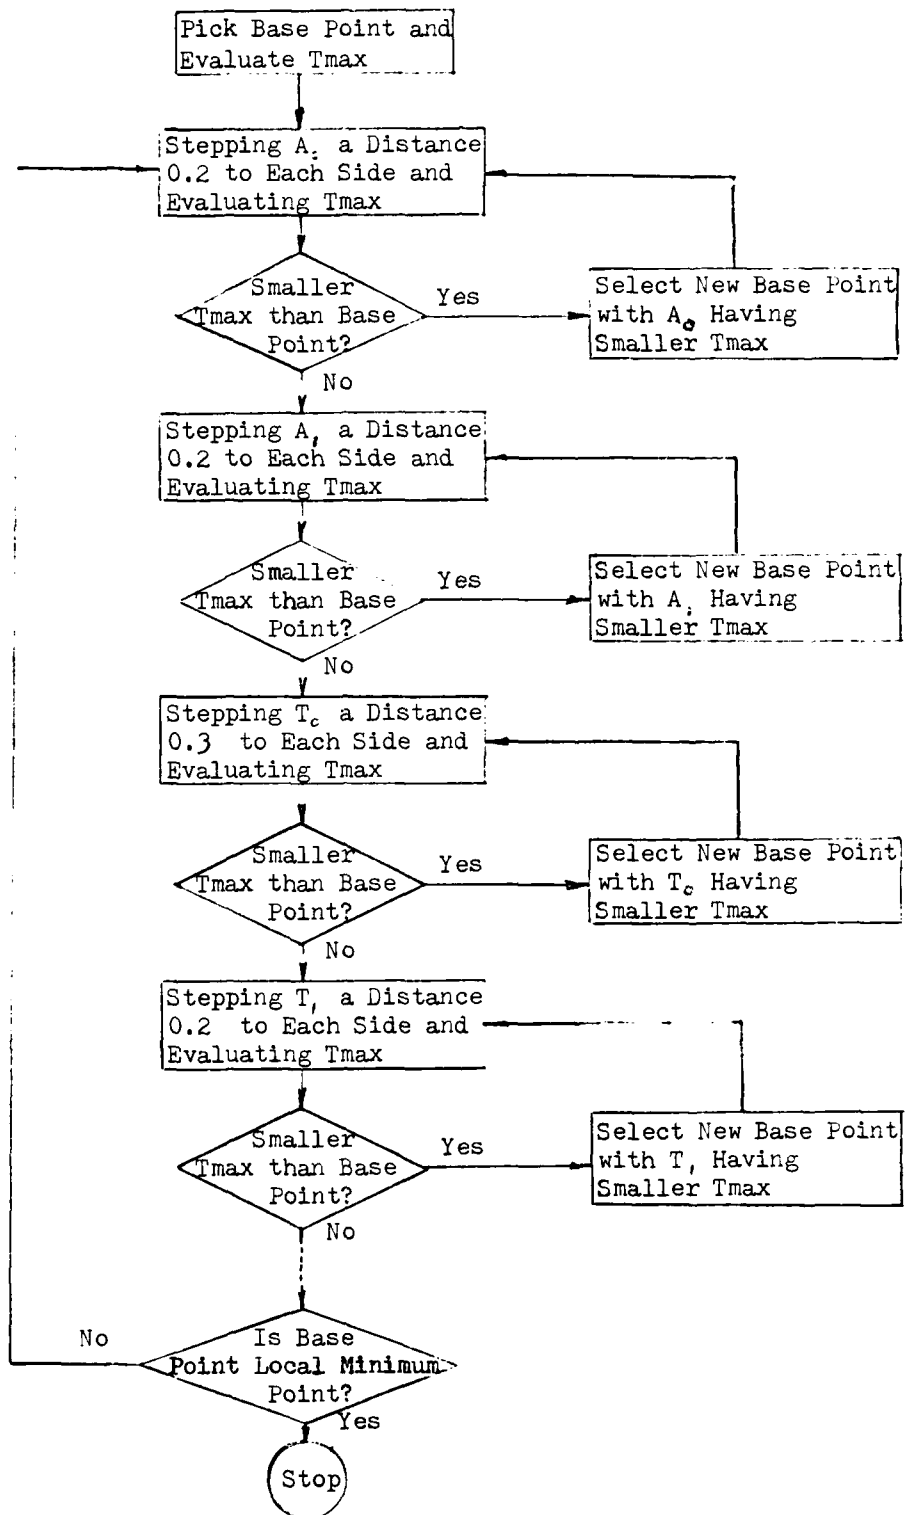 Pick Base Point and
Evaluate Tmax
Stepping A. a Distance
0.2 to Each Side and
Evaluating Tmax
Smaller
Tmax than Base
Point?
Yes
Select New Base Point
with Ao Having
Smaller Tmax
No
Stepping A, a Distance
0.2 to Each Side and
Evaluating Tmax
Smaller
Tmax than Base
Point?
Yes
Select New Base Point
with A. Having
Smaller Tmax
No
Stepping Tc a Distance
0.3 to Each Side and
Evaluating Tmax
Smaller
Tmax than Base
Point?
Yes
Select New Base Point
with Tc Having
Smaller Tmax
No
Stepping T, a Distance
0.2 to Each Side and
Evaluating Tmax
Smaller
Tmax than Base
Point?
Yes
Select New Base Point
with T, Having
Smaller Tmax
No
No
Is Base
Point Local Minimum
Point?
Yes
Stop